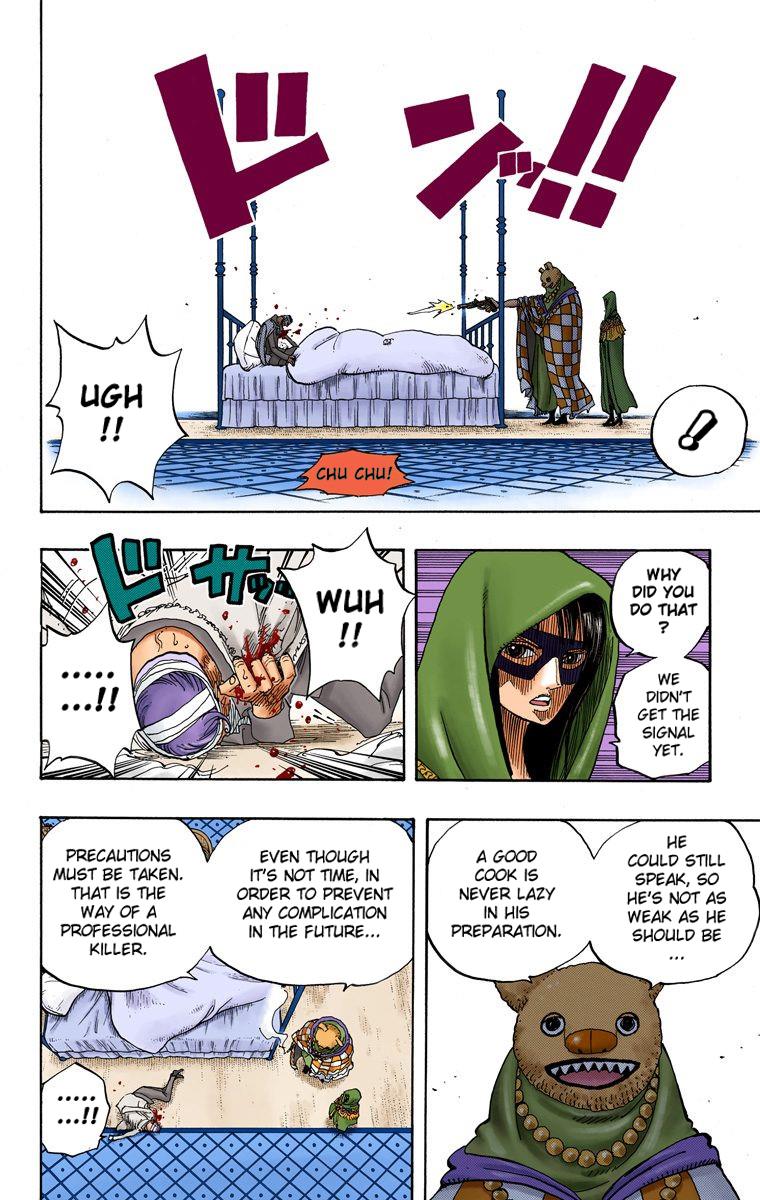 ドンッ!!
!
CHU CHU!
UGH
!!
WHY
DID YOU
DO THAT
?
WE
DIDN'T
GET THE
SIGNAL
YET.
WUH
!!
ドサッ
.....
...!!
HE
COULD STILL
SPEAK, SO
HE'S NOT AS
WEAK AS HE
SHOULD BE
...
A GOOD
COOK IS
NEVER LAZY
IN HIS
PREPARATION.
EVEN THOUGH
IT'S NOT TIME, IN
ORDER TO PREVENT
ANY COMPLICATION
IN THE FUTURE...
PRECAUTIONS
MUST BE TAKEN.
THAT IS THE
WAY OF A
PROFESSIONAL
KILLER.
.....
...!!